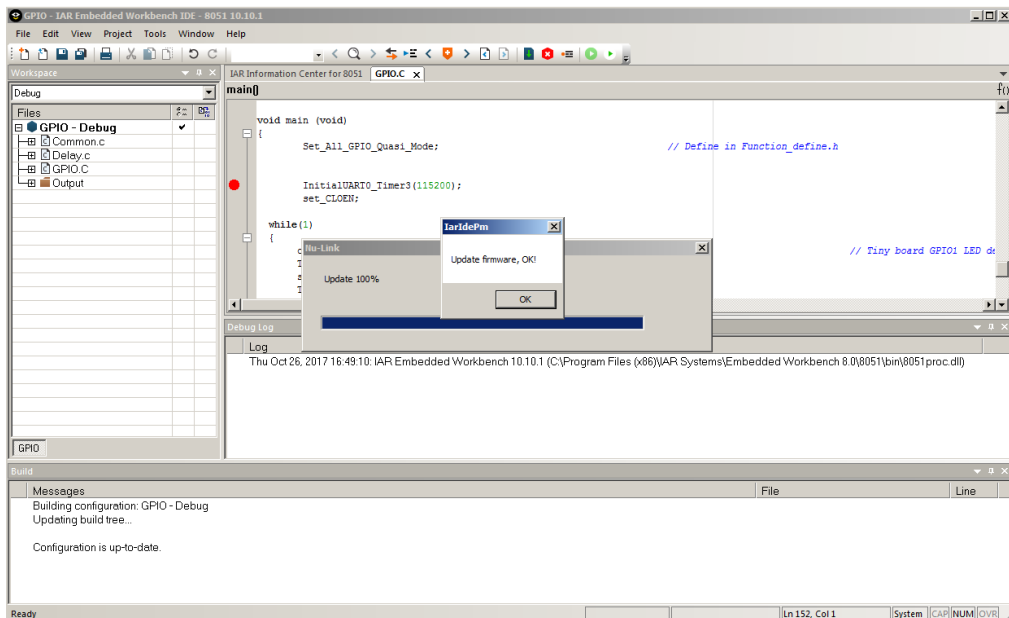 GPIO - IAR Embedded Workbench IDE - 8051 10.10.1
File Edit View Project Tools Window Help
Workspace
IAR Information Center for 8051 GPIO.C
Debug
main()
f()
Files
GPIO - Debug
Common.c
Delay.c
GPIO.C
Output
void main (void)
{
Set_All_GPIO_Quasi_Mode; // Define in Function_define.h
InitialUART0_Timer3(115200);
set_CLOEN;
while(1)
{
// Tiny board GPIO1 LED de
Nu-Link
Update 100%
IarIdePm
Update firmware, OK!
OK
Debug Log
Log
Thu Oct 26, 2017 16:49:10: IAR Embedded Workbench 10.10.1 (C:\Program Files (x86)\IAR Systems\Embedded Workbench 8.0\8051\bin\8051proc.dll)
GPIO
Build
Messages File Line
Building configuration: GPIO - Debug
Updating build tree...
Configuration is up-to-date.
Ready Ln 152, Col 1 System CAP NUM OVR